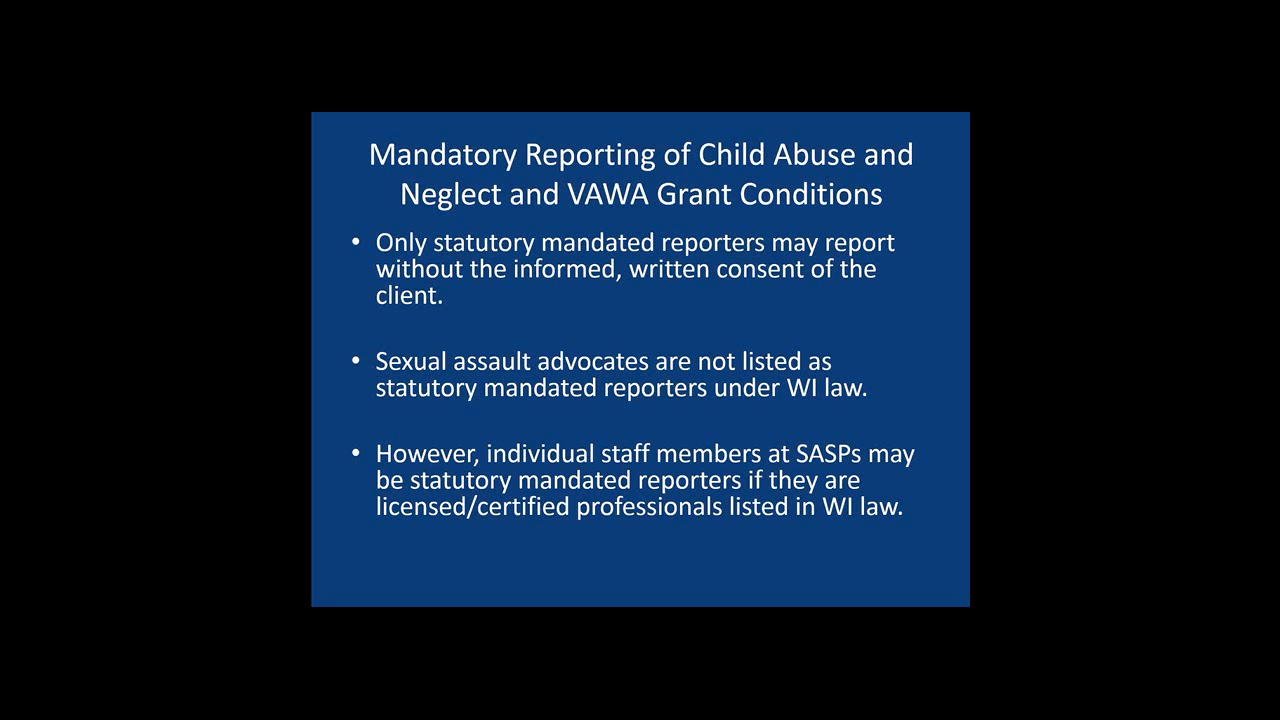 Mandatory Reporting of Child Abuse and
Neglect and VAWA Grant Conditions
• Only statutory mandated reporters may report
without the informed, written consent of the
client.
• Sexual assault advocates are not listed as
statutory mandated reporters under WI law.
• However, individual staff members at SASPs may
be statutory mandated reporters if they are
licensed/certified professionals listed in WI law.